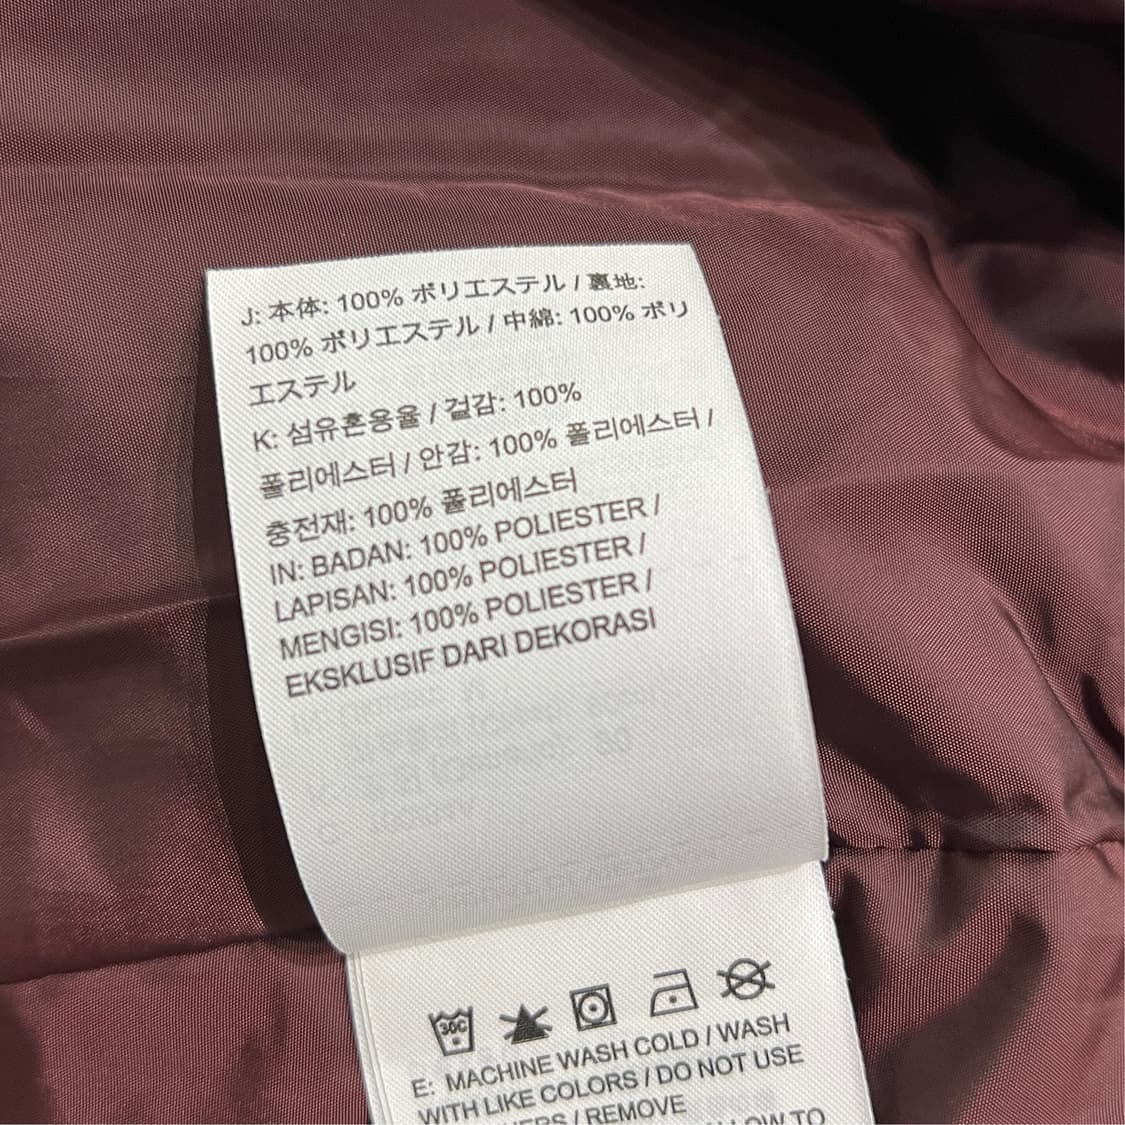 J: 本体: 100% ポリエステル / 裏地:
100% ポリエステル / 中綿: 100% ポリ
エステル
K: 섬유혼용율 / 겉감: 100%
폴리에스터 / 안감: 100% 폴리에스터 /
충전재: 100% 폴리에스터
IN: BADAN: 100% POLIESTER /
LAPISAN: 100% POLIESTER /
MENGISI: 100% POLIESTER /
EKSKLUSIF DARI DEKORASI
30C
E: MACHINE WASH COLD / WASH
WITH LIKE COLORS / DO NOT USE
/ REMOVE
TO